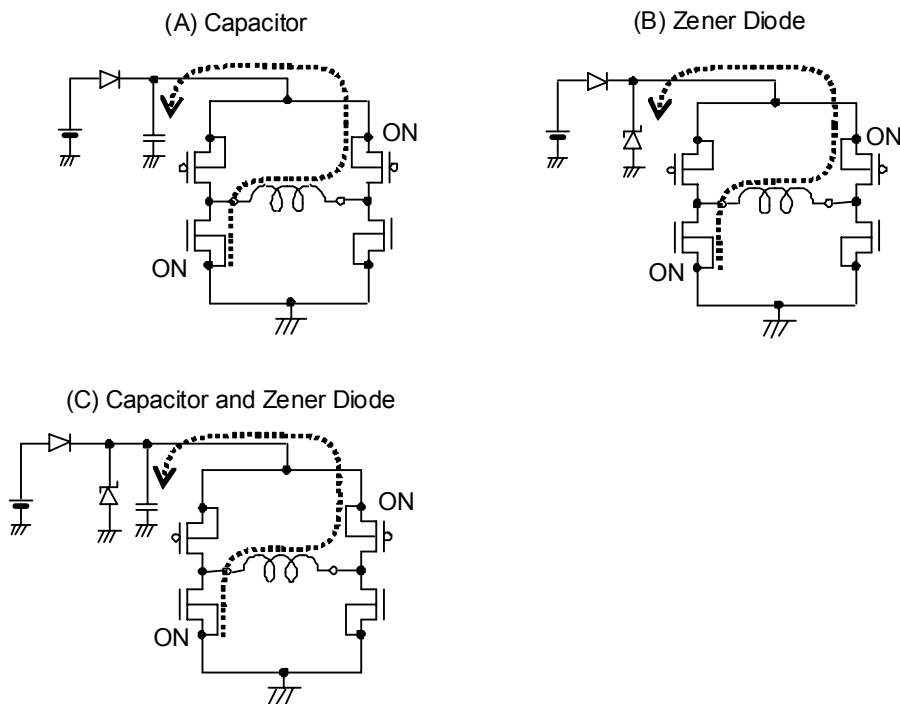 (A) Capacitor
(B) Zener Diode
ON
ON
ON
ON
(C) Capacitor and Zener Diode
ON
ON